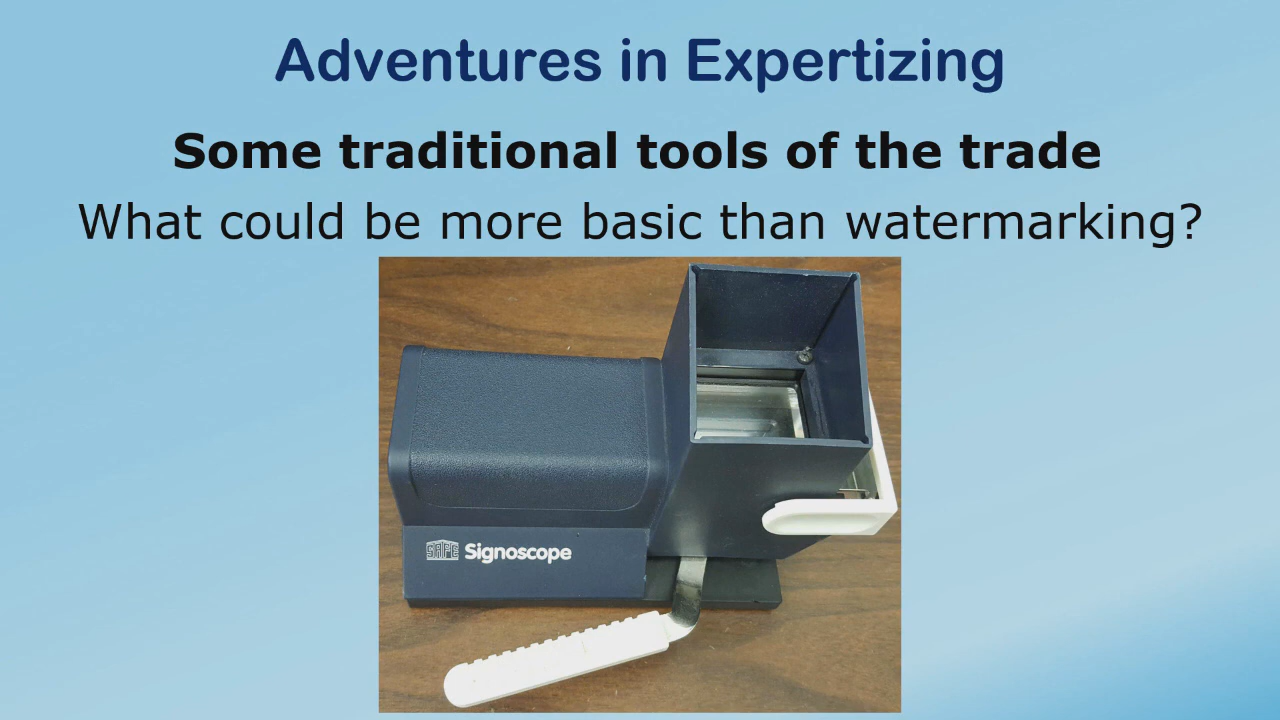 Adventures in Expertizing
Some traditional tools of the trade
What could be more basic than watermarking?
SAFE Signoscope